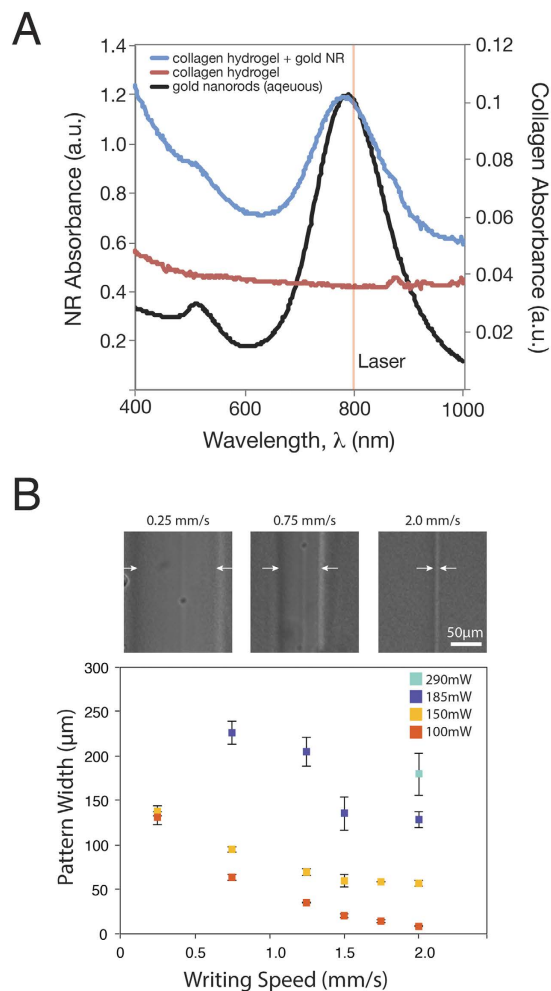 A
1.4
1.2
1.0
0.8
0.6
0.4
0.2
NR Absorbance (a.u.)
collagen hydrogel + gold NR
collagen hydrogel
gold nanorods (aqeuous)
0.12
0.10
0.08
0.06
0.04
0.02
Collagen Absorbance (a.u.)
Laser
400
600
800
1000
Wavelength, λ (nm)
B
0.25 mm/s
0.75 mm/s
2.0 mm/s
50μm
300
250
200
150
100
50
0
Pattern Width (μm)
290mW
185mW
150mW
100mW
0
0.5
1.0
1.5
2.0
Writing Speed (mm/s)